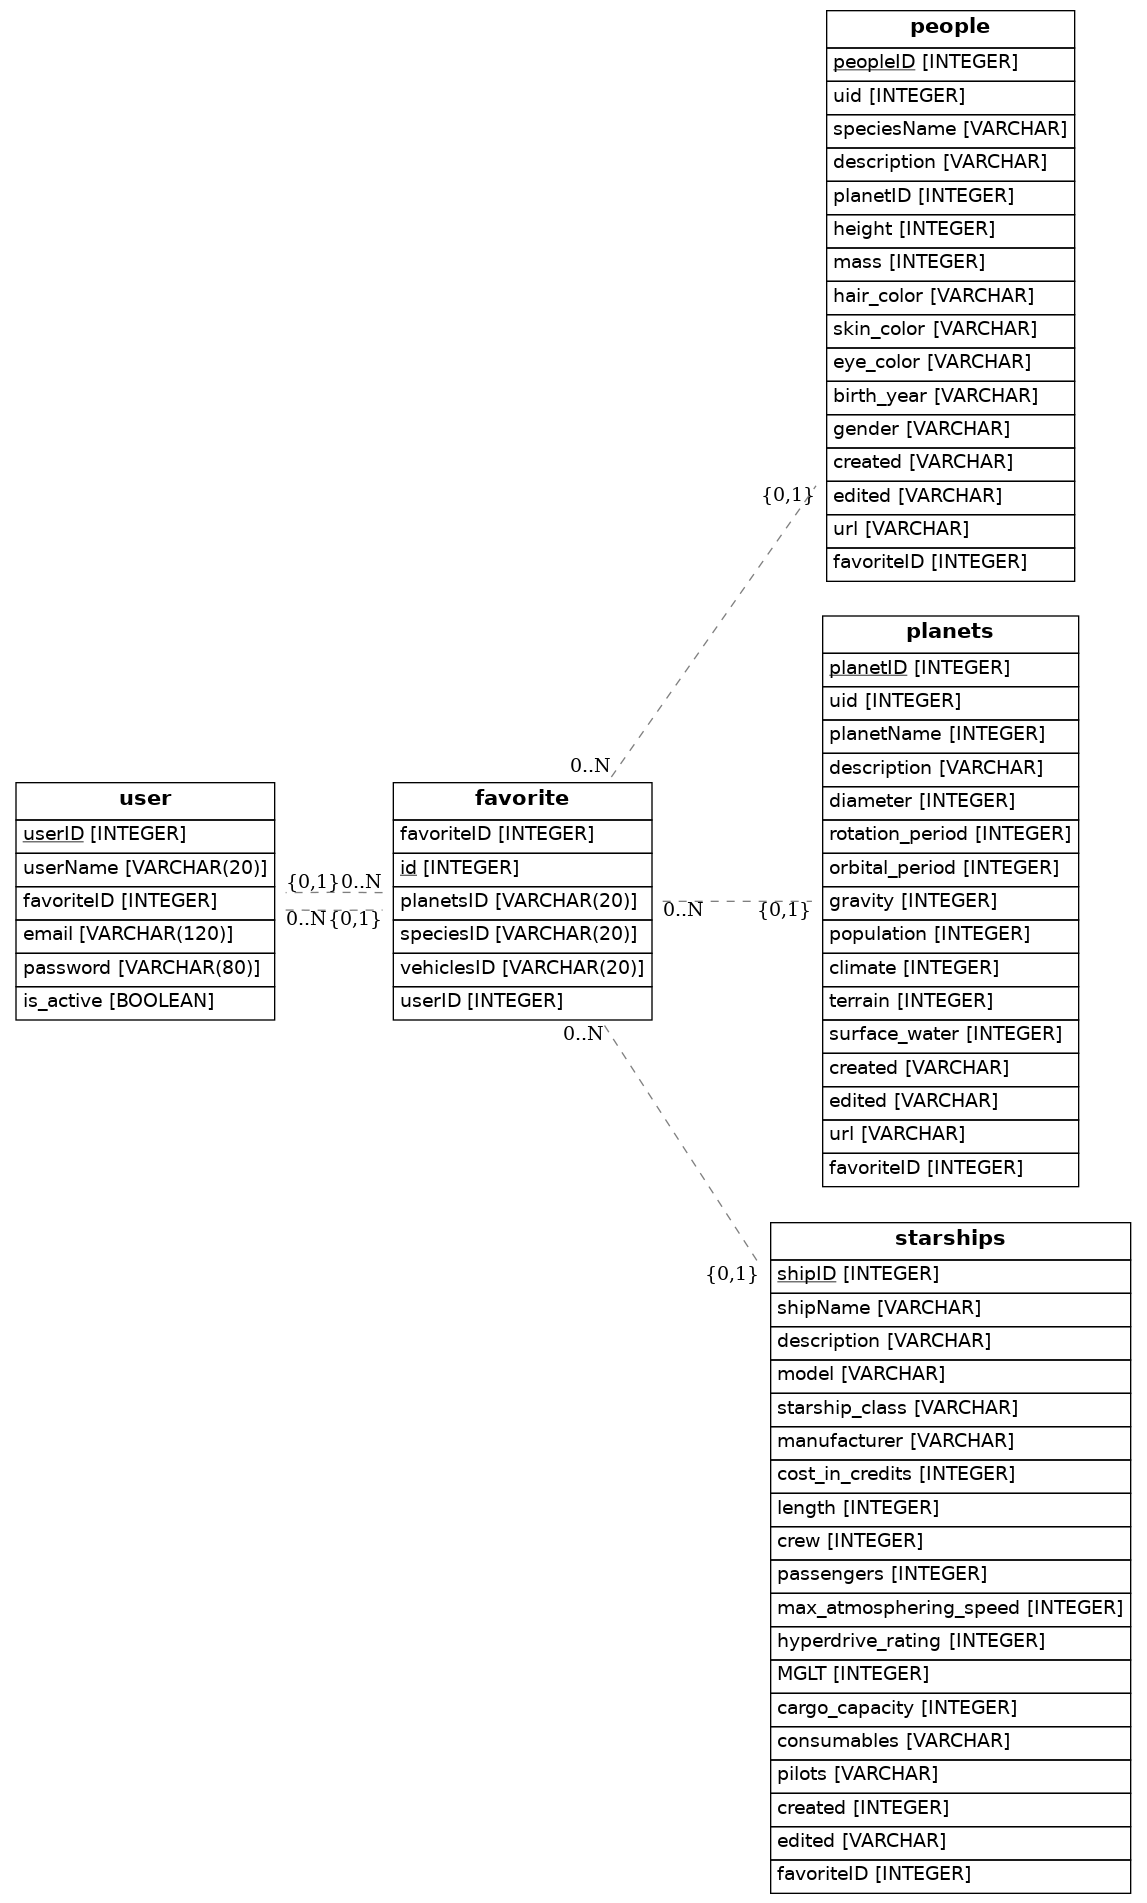 people
peopleID [INTEGER]
uid [INTEGER]
speciesName [VARCHAR]
description [VARCHAR]
planetID [INTEGER]
height [INTEGER]
mass [INTEGER]
hair_color [VARCHAR]
skin_color [VARCHAR]
eye_color [VARCHAR]
birth_year [VARCHAR]
gender [VARCHAR]
created [VARCHAR]
edited [VARCHAR]
url [VARCHAR]
favoriteID [INTEGER]
{0,1}
0..N
planets
planetID [INTEGER]
uid [INTEGER]
planetName [INTEGER]
description [VARCHAR]
diameter [INTEGER]
rotation_period [INTEGER]
orbital_period [INTEGER]
gravity [INTEGER]
population [INTEGER]
climate [INTEGER]
terrain [INTEGER]
surface_water [INTEGER]
created [VARCHAR]
edited [VARCHAR]
url [VARCHAR]
favoriteID [INTEGER]
user
userID [INTEGER]
userName [VARCHAR(20)]
favoriteID [INTEGER]
email [VARCHAR(120)]
password [VARCHAR(80)]
is_active [BOOLEAN]
{0,1} 0..N
0..N {0,1}
favorite
favoriteID [INTEGER]
id [INTEGER]
planetsID [VARCHAR(20)]
speciesID [VARCHAR(20)]
vehiclesID [VARCHAR(20)]
userID [INTEGER]
0..N {0,1}
0..N
{0,1}
starships
shipID [INTEGER]
shipName [VARCHAR]
description [VARCHAR]
model [VARCHAR]
starship_class [VARCHAR]
manufacturer [VARCHAR]
cost_in_credits [INTEGER]
length [INTEGER]
crew [INTEGER]
passengers [INTEGER]
max_atmosphering_speed [INTEGER]
hyperdrive_rating [INTEGER]
MGLT [INTEGER]
cargo_capacity [INTEGER]
consumables [VARCHAR]
pilots [VARCHAR]
created [INTEGER]
edited [VARCHAR]
favoriteID [INTEGER]